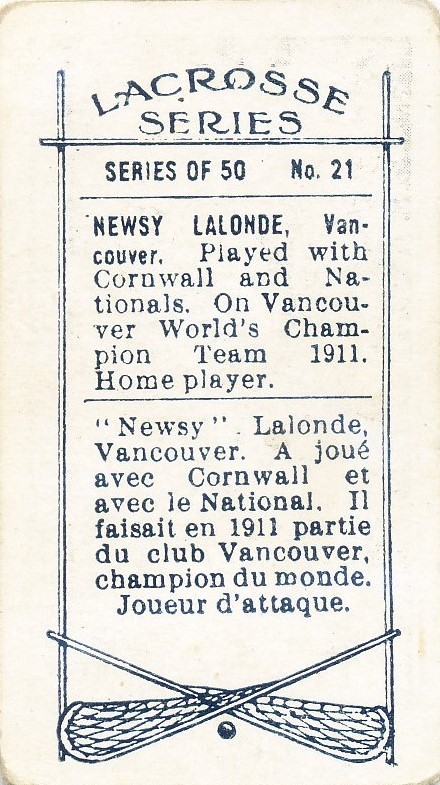 LACROSSE
SERIES
SERIES OF 50 No. 21
NEWSY LALONDE, Van-
couver. Played with
Cornwall and Na-
tionals. On Vancou-
ver World's Cham-
pion Team 1911.
Home player.
"Newsy". Lalonde,
Vancouver. A joué
avec Cornwall et
avec le National. Il
faisait en 1911 partie
du club Vancouver,
champion du monde.
Joueur d'attaque.